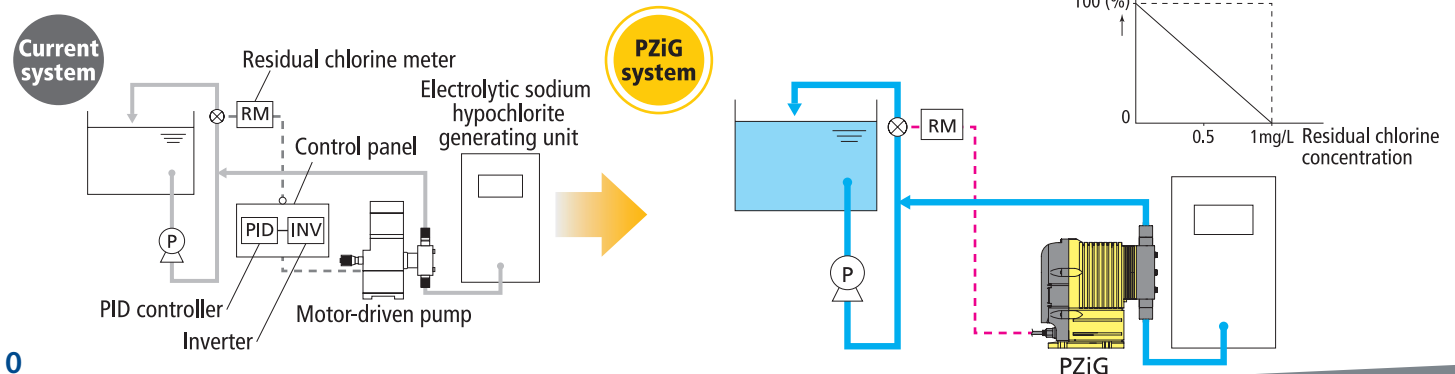 Current
system
Residual chlorine meter
RM
Electrolytic sodium
hypochlorite
generating unit
Control panel
PID
INV
P
PID controller
Inverter
Motor-driven pump
PZiG
system
RM
P
PZiG
100 (%)
0
0.5
1mg/L
Residual chlorine
concentration
0